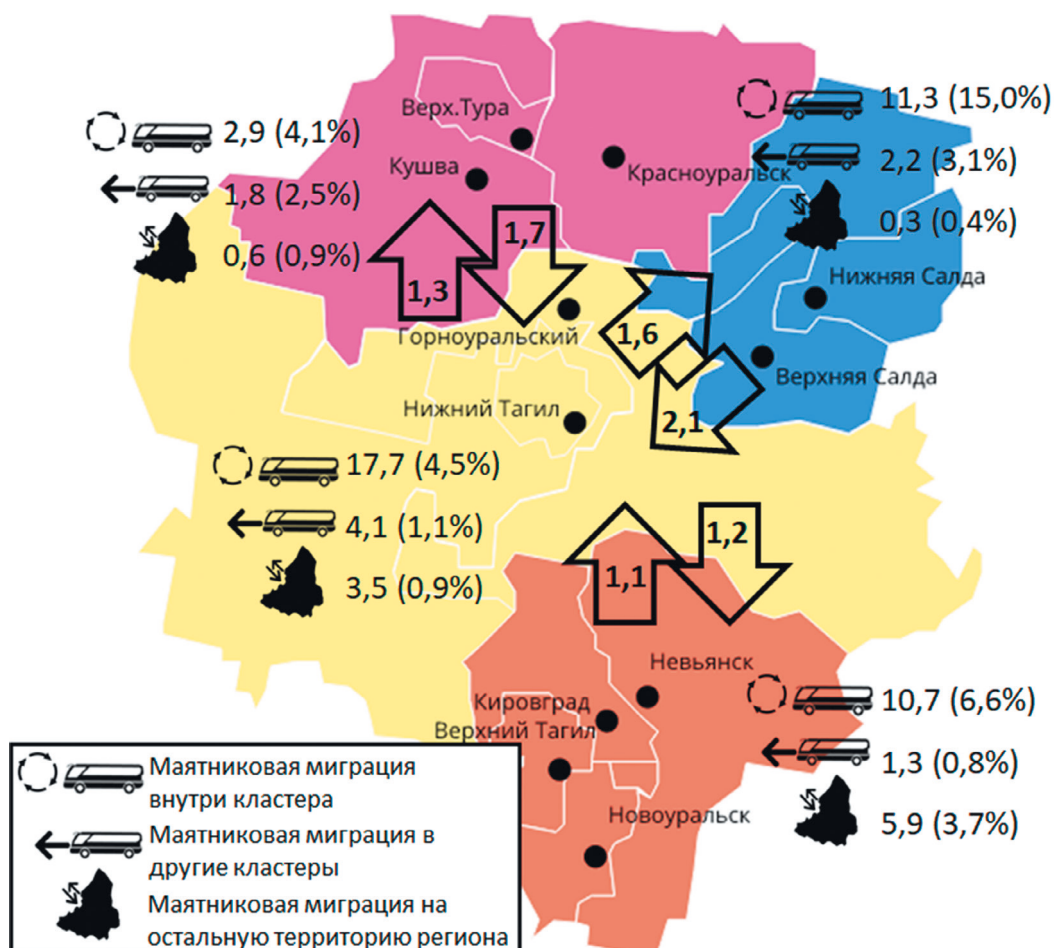 Верх.Тура
Кушва
Красноуральск
2,9 (4,1%)
1,8 (2,5%)
0,6 (0,9%)
11,3 (15,0%)
2,2 (3,1%)
0,3 (0,4%)
1,3
1,7
Нижняя Салда
Верхняя Салда
Горноуральский
1,6
2,1
Нижний Тагил
17,7 (4,5%)
4,1 (1,1%)
3,5 (0,9%)
1,1
1,2
Невьянск
Кировград
Верхний Тагил
Новоуральск
10,7 (6,6%)
1,3 (0,8%)
5,9 (3,7%)
Маятниковая миграция
внутри кластера
Маятниковая миграция в
другие кластеры
Маятниковая миграция на
остальную территорию региона